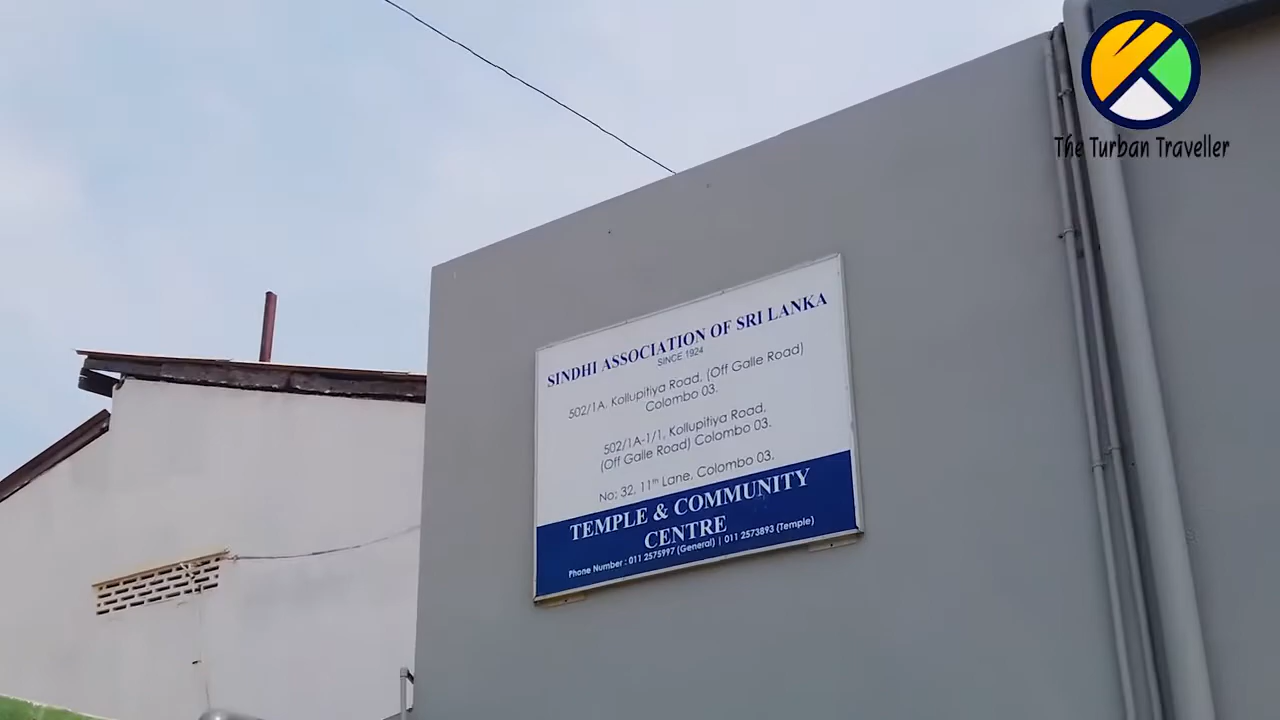 The Turban Traveller
SINDHI ASSOCIATION OF SRI LANKA
SINCE 1924
502/1A, Kollupitiya Road, (Off Galle Road)
Colombo 03.
502/1A-1/1, Kollupitiya Road,
(Off Galle Road) Colombo 03.
No; 32, 11th Lane, Colombo 03.
TEMPLE & COMMUNITY
CENTRE
Phone Number : 011 2575997 (General) | 011 2573893 (Temple)